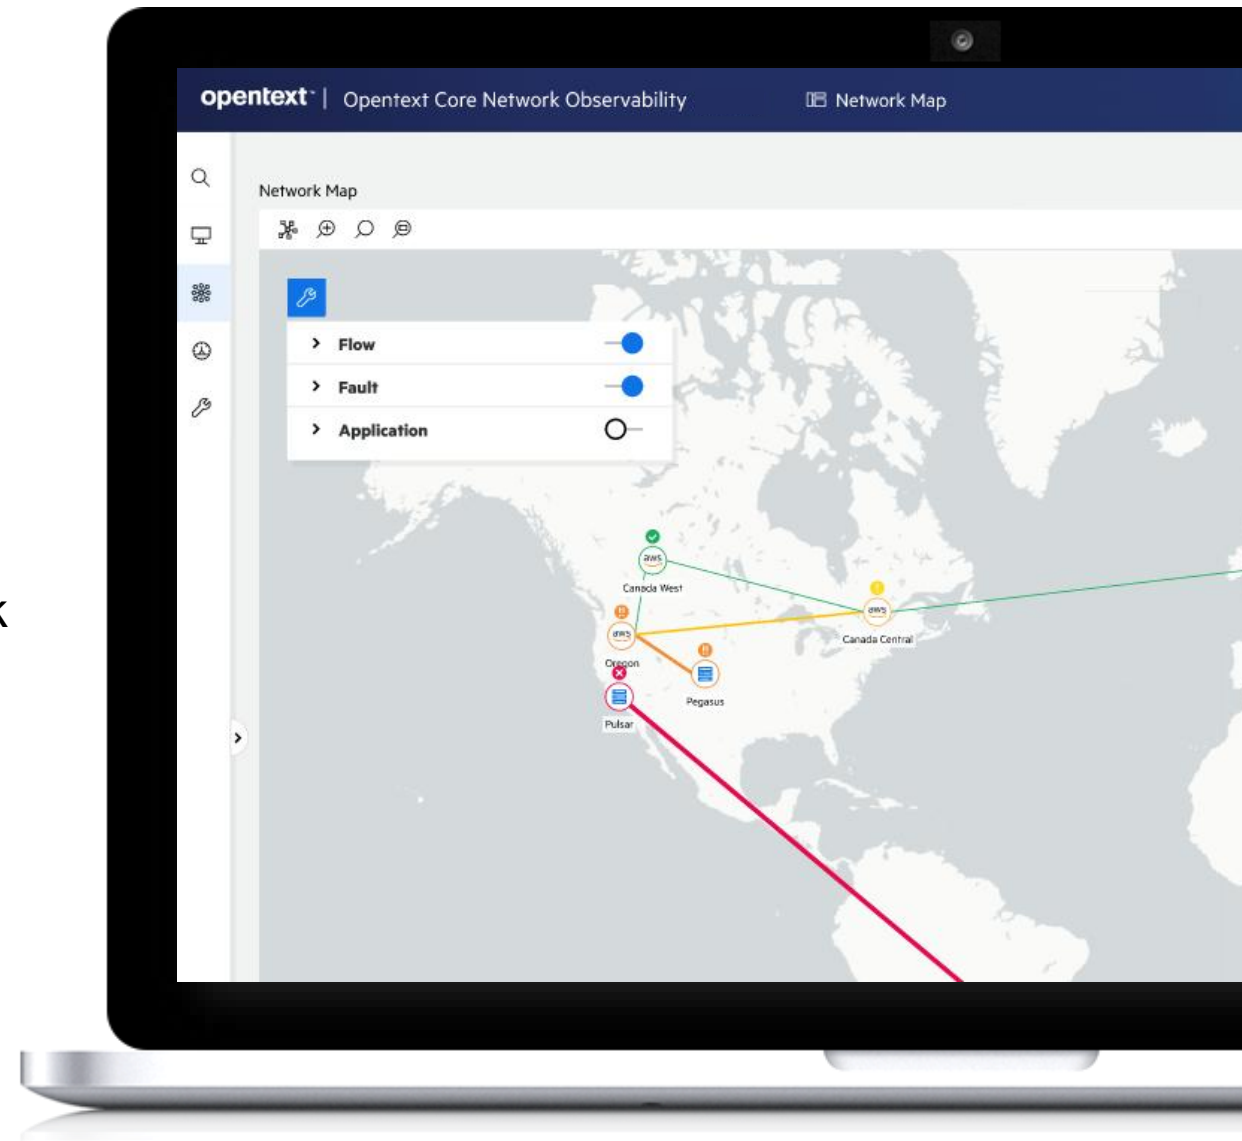 opentext™ | Opentext Core Network Observability
Network Map
Network Map
Flow
Fault
Application
aws
Canada West
aws
Canada Central
aws
Oregon
Pegasus
Pulsar
k